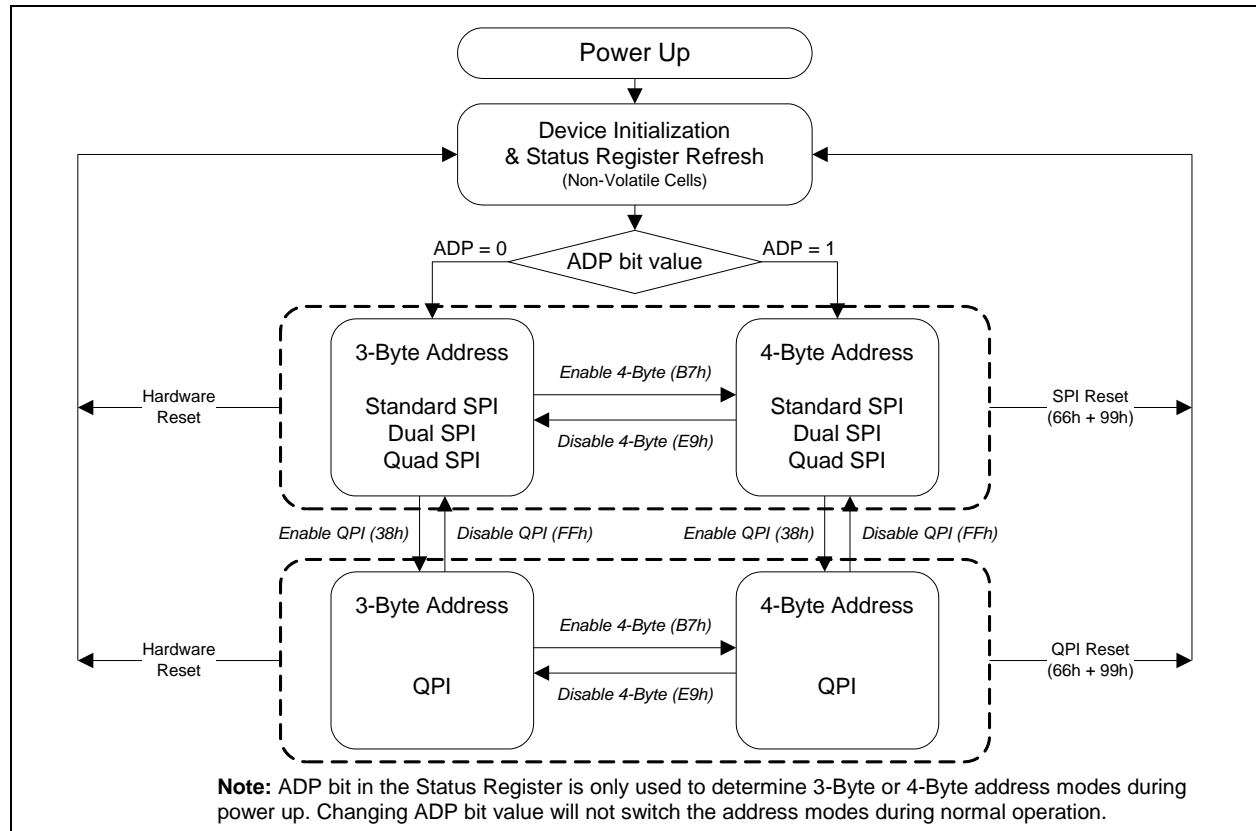 Power Up
Device Initialization
& Status Register Refresh
(Non-Volatile Cells)
ADP = 0
ADP bit value
ADP = 1
3-Byte Address
Standard SPI
Dual SPI
Quad SPI
Enable 4-Byte (B7h)
Disable 4-Byte (E9h)
4-Byte Address
Standard SPI
Dual SPI
Quad SPI
Hardware
Reset
SPI Reset
(66h + 99h)
Enable QPI (38h)
Disable QPI (FFh)
Enable QPI (38h)
Disable QPI (FFh)
3-Byte Address
QPI
Enable 4-Byte (B7h)
Disable 4-Byte (E9h)
4-Byte Address
QPI
Hardware
Reset
QPI Reset
(66h + 99h)
Note: ADP bit in the Status Register is only used to determine 3-Byte or 4-Byte address modes during
power up. Changing ADP bit value will not switch the address modes during normal operation.